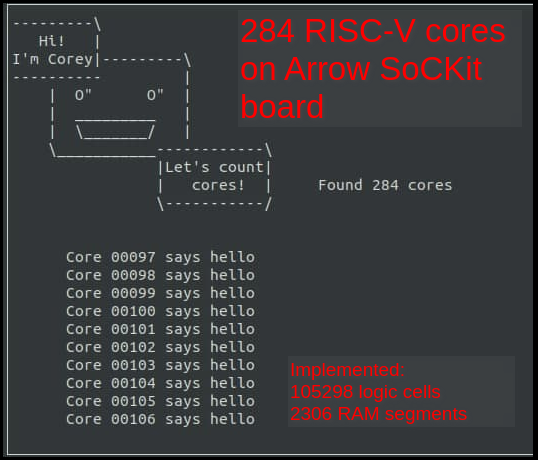 Hi!
I'm Corey
284 RISC-V cores
on Arrow SoCKit
board
O" O"
Let's count
cores!
Found 284 cores
Core 00097 says hello
Core 00098 says hello
Core 00099 says hello
Core 00100 says hello
Core 00101 says hello
Core 00102 says hello
Core 00103 says hello
Core 00104 says hello
Core 00105 says hello
Core 00106 says hello
Implemented:
105298 logic cells
2306 RAM segments